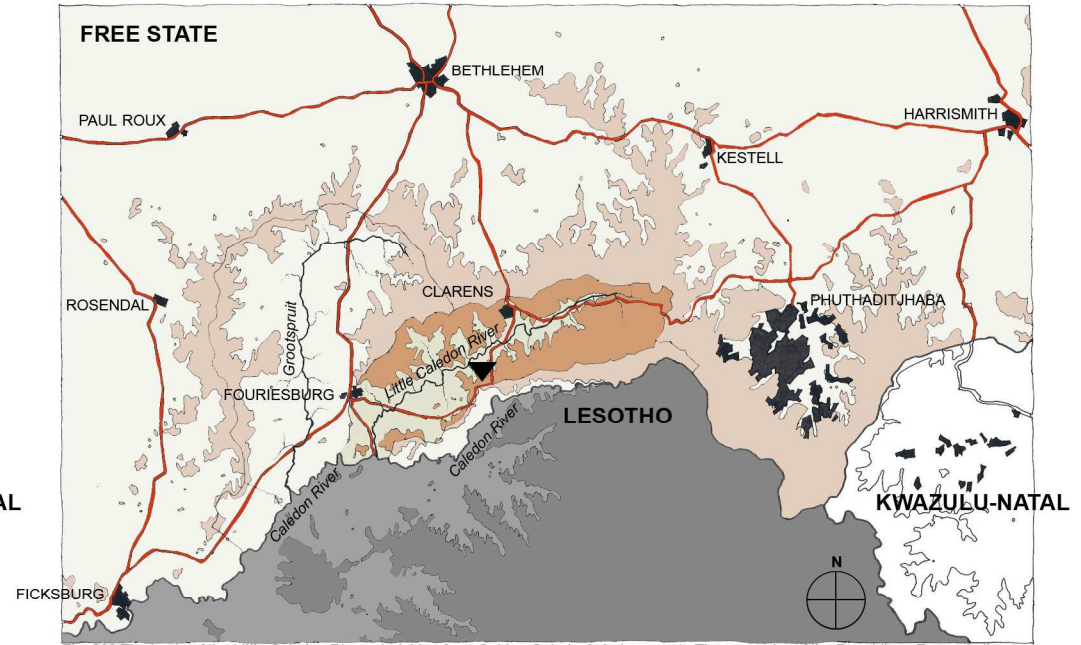 FREE STATE
BETHLEHEM
PAUL ROUX
HARRISMITH
KESTELL
CLARENS
ROSENDAL
PHUTHADITJHABA
Grootspruit
Little Caledon River
FOURIESBURG
LESOTHO
Caledon River
Caledon River
AL
KWAZULU-NATAL
N
FICKSBURG